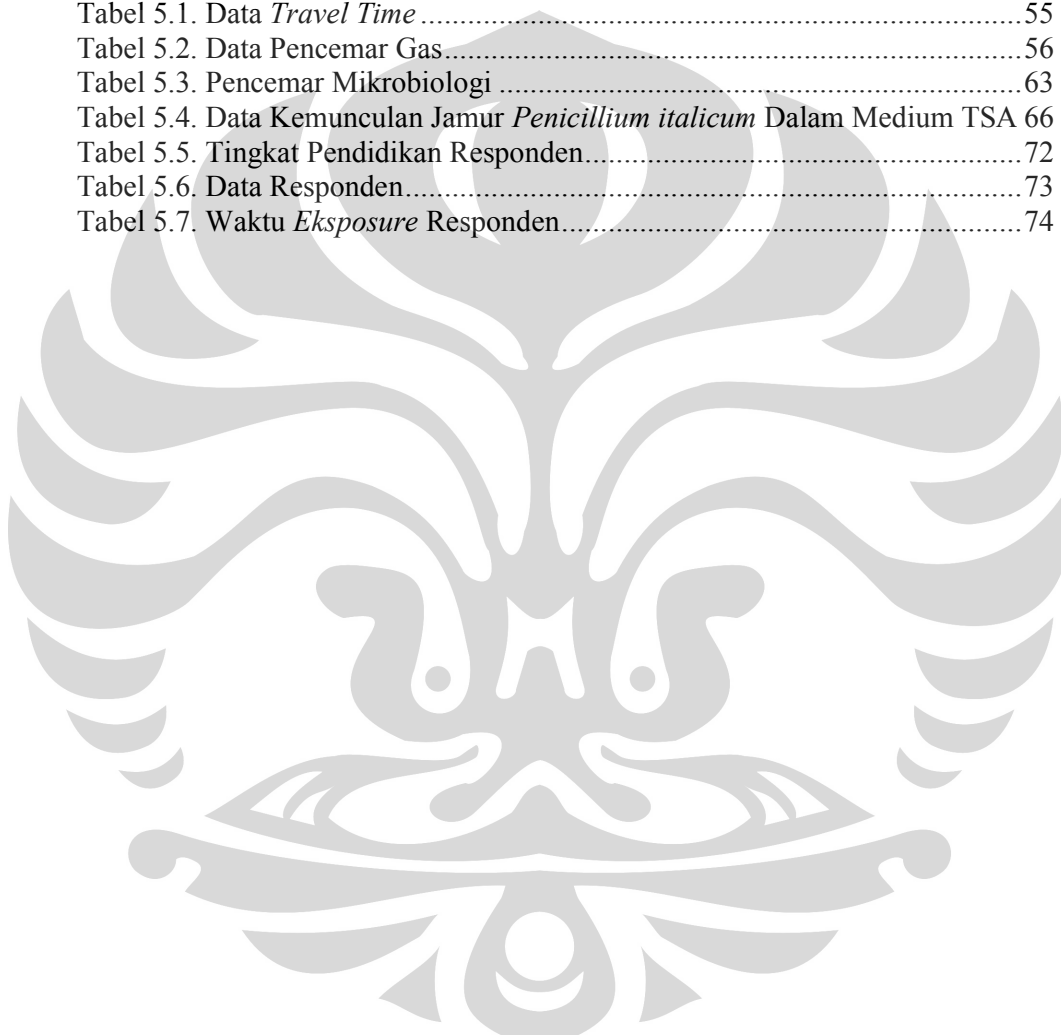 Tabel 5.1. Data Travel Time...........................................................................55
Tabel 5.2. Data Pencemar Gas.......................................................................56
Tabel 5.3. Pencemar Mikrobiologi ................................................................63
Tabel 5.4. Data Kemunculan Jamur Penicillium italicum Dalam Medium TSA 66
Tabel 5.5. Tingkat Pendidikan Responden.....................................................72
Tabel 5.6. Data Responden............................................................................73
Tabel 5.7. Waktu Eksposure Responden........................................................74